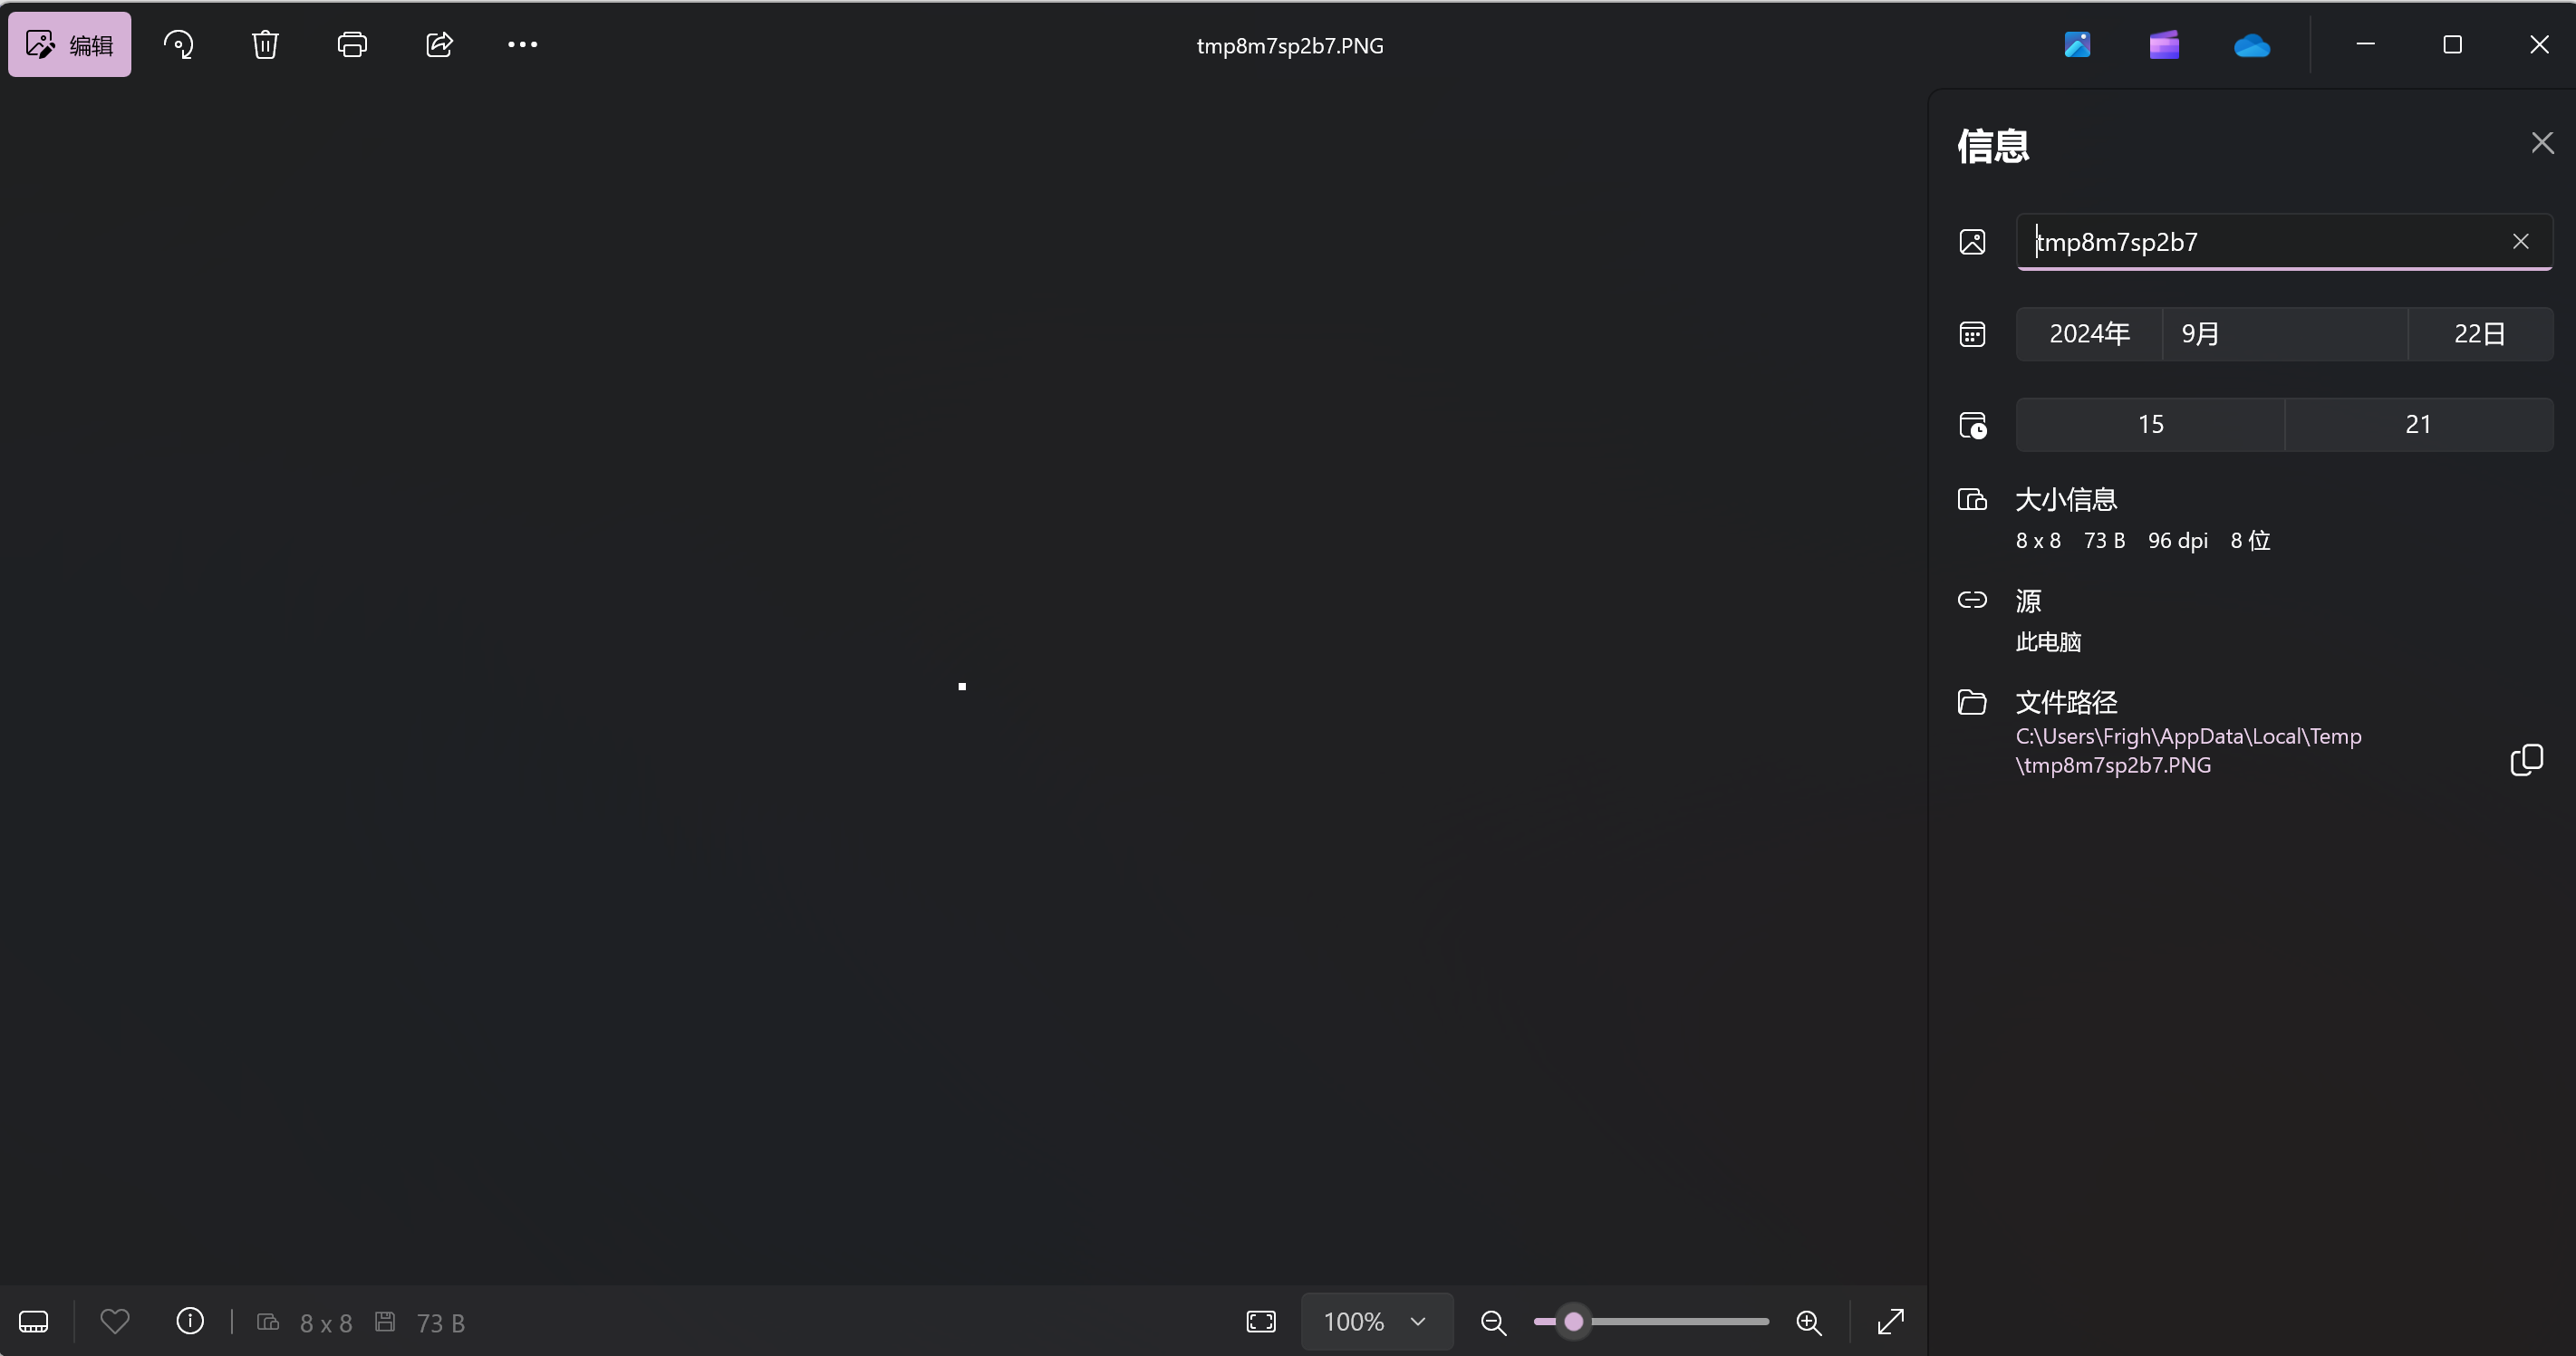 编辑
tmp8m7sp2b7.PNG
信息
tmp8m7sp2b7
2024年 9月 22日
15 21
大小信息
8 x 8 73 B 96 dpi 8 位
源
此电脑
文件路径
C:\Users\Frigh\AppData\Local\Temp
\tmp8m7sp2b7.PNG
8 x 8 73 B
100%